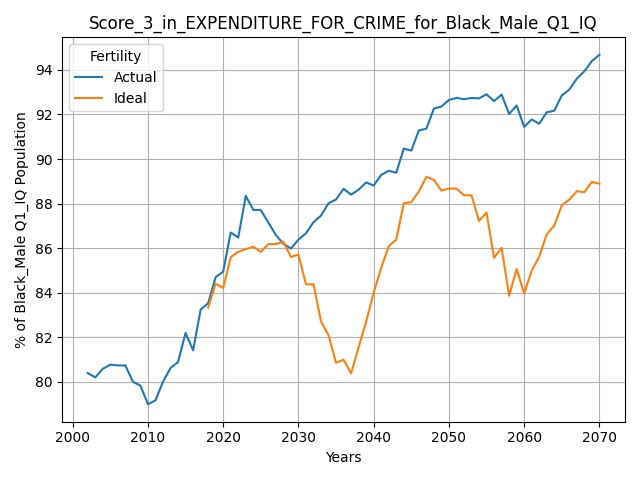 Score_3_in_EXPENDITURE_FOR_CRIME_for_Black_Male_Q1_IQ
Fertility
Actual
Ideal
% of Black_Male Q1_IQ Population
94
92
90
88
86
84
82
80
2000
2010
2020
2030
2040
2050
2060
2070
Years